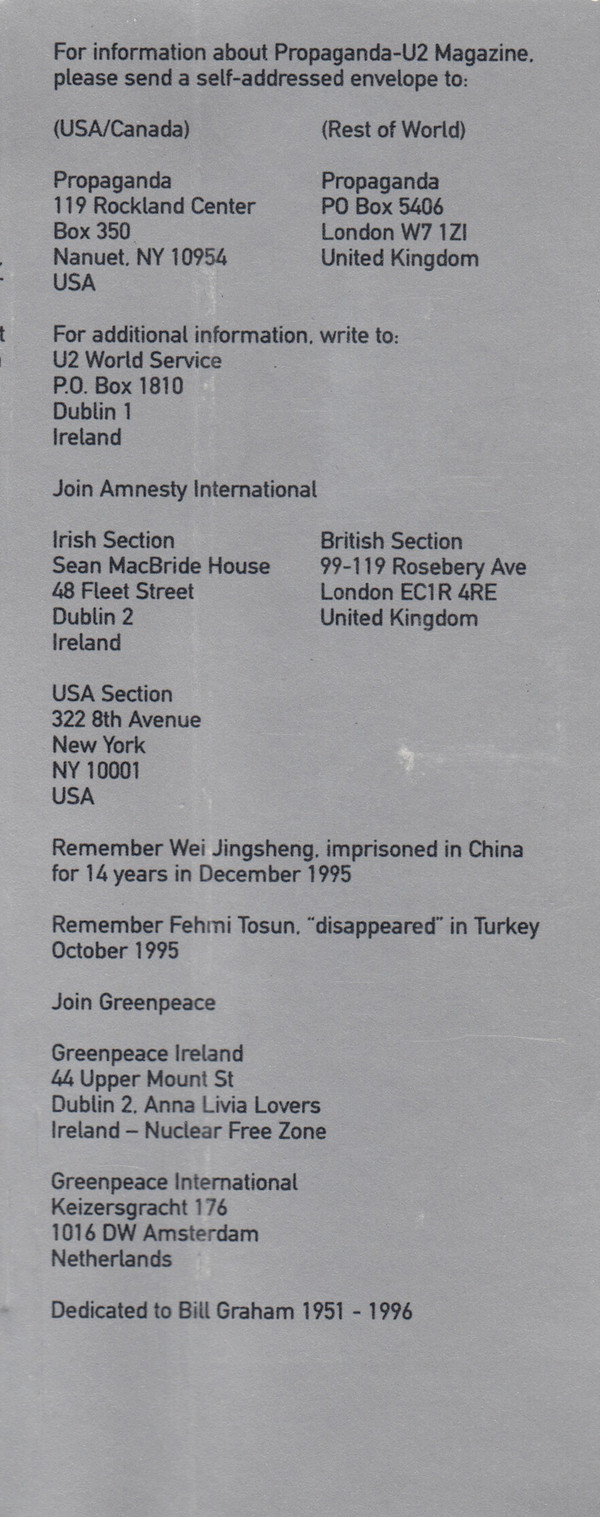 For information about Propaganda-U2 Magazine,
please send a self-addressed envelope to:
(USA/Canada)
Propaganda
119 Rockland Center
Box 350
Nanuet, NY 10954
USA
(Rest of World)
Propaganda
PO Box 5406
London W7 1ZI
United Kingdom
For additional information, write to:
U2 World Service
P.O. Box 1810
Dublin 1
Ireland
Join Amnesty International
Irish Section
Sean MacBride House
48 Fleet Street
Dublin 2
Ireland
British Section
99-119 Rosebery Ave
London EC1R 4RE
United Kingdom
USA Section
322 8th Avenue
New York
NY 10001
USA
Remember Wei Jingsheng, imprisoned in China
for 14 years in December 1995
Remember Fehmi Tosun, "disappeared" in Turkey
October 1995
Join Greenpeace
Greenpeace Ireland
44 Upper Mount St
Dublin 2, Anna Livia Lovers
Ireland – Nuclear Free Zone
Greenpeace International
Keizersgracht 176
1016 DW Amsterdam
Netherlands
Dedicated to Bill Graham 1951 - 1996